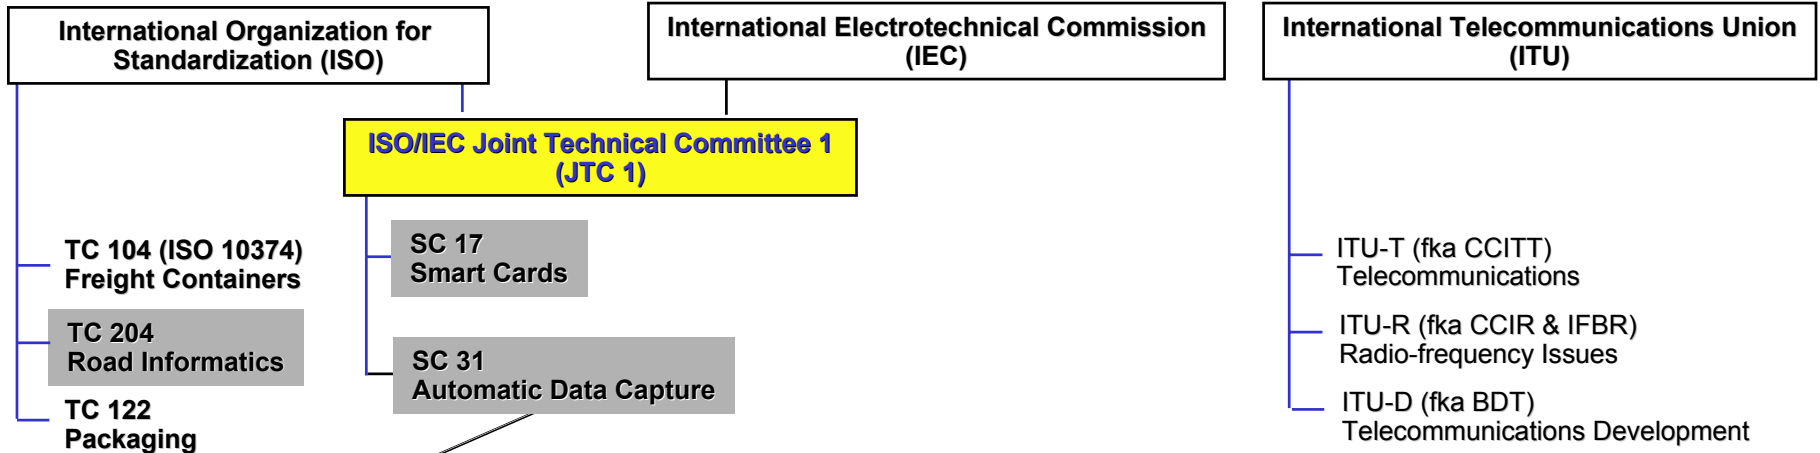 International Organization for
Standardization (ISO)
International Electrotechnical Commission
(IEC)
International Telecommunications Union
(ITU)
ISO/IEC Joint Technical Committee 1
(JTC 1)
TC 104 (ISO 10374)
Freight Containers
TC 204
Road Informatics
TC 122
Packaging
SC 17
Smart Cards
SC 31
Automatic Data Capture
ITU-T (fka CCITT)
Telecommunications
ITU-R (fka CCIR & IFBR)
Radio-frequency Issues
ITU-D (fka BDT)
Telecommunications Development